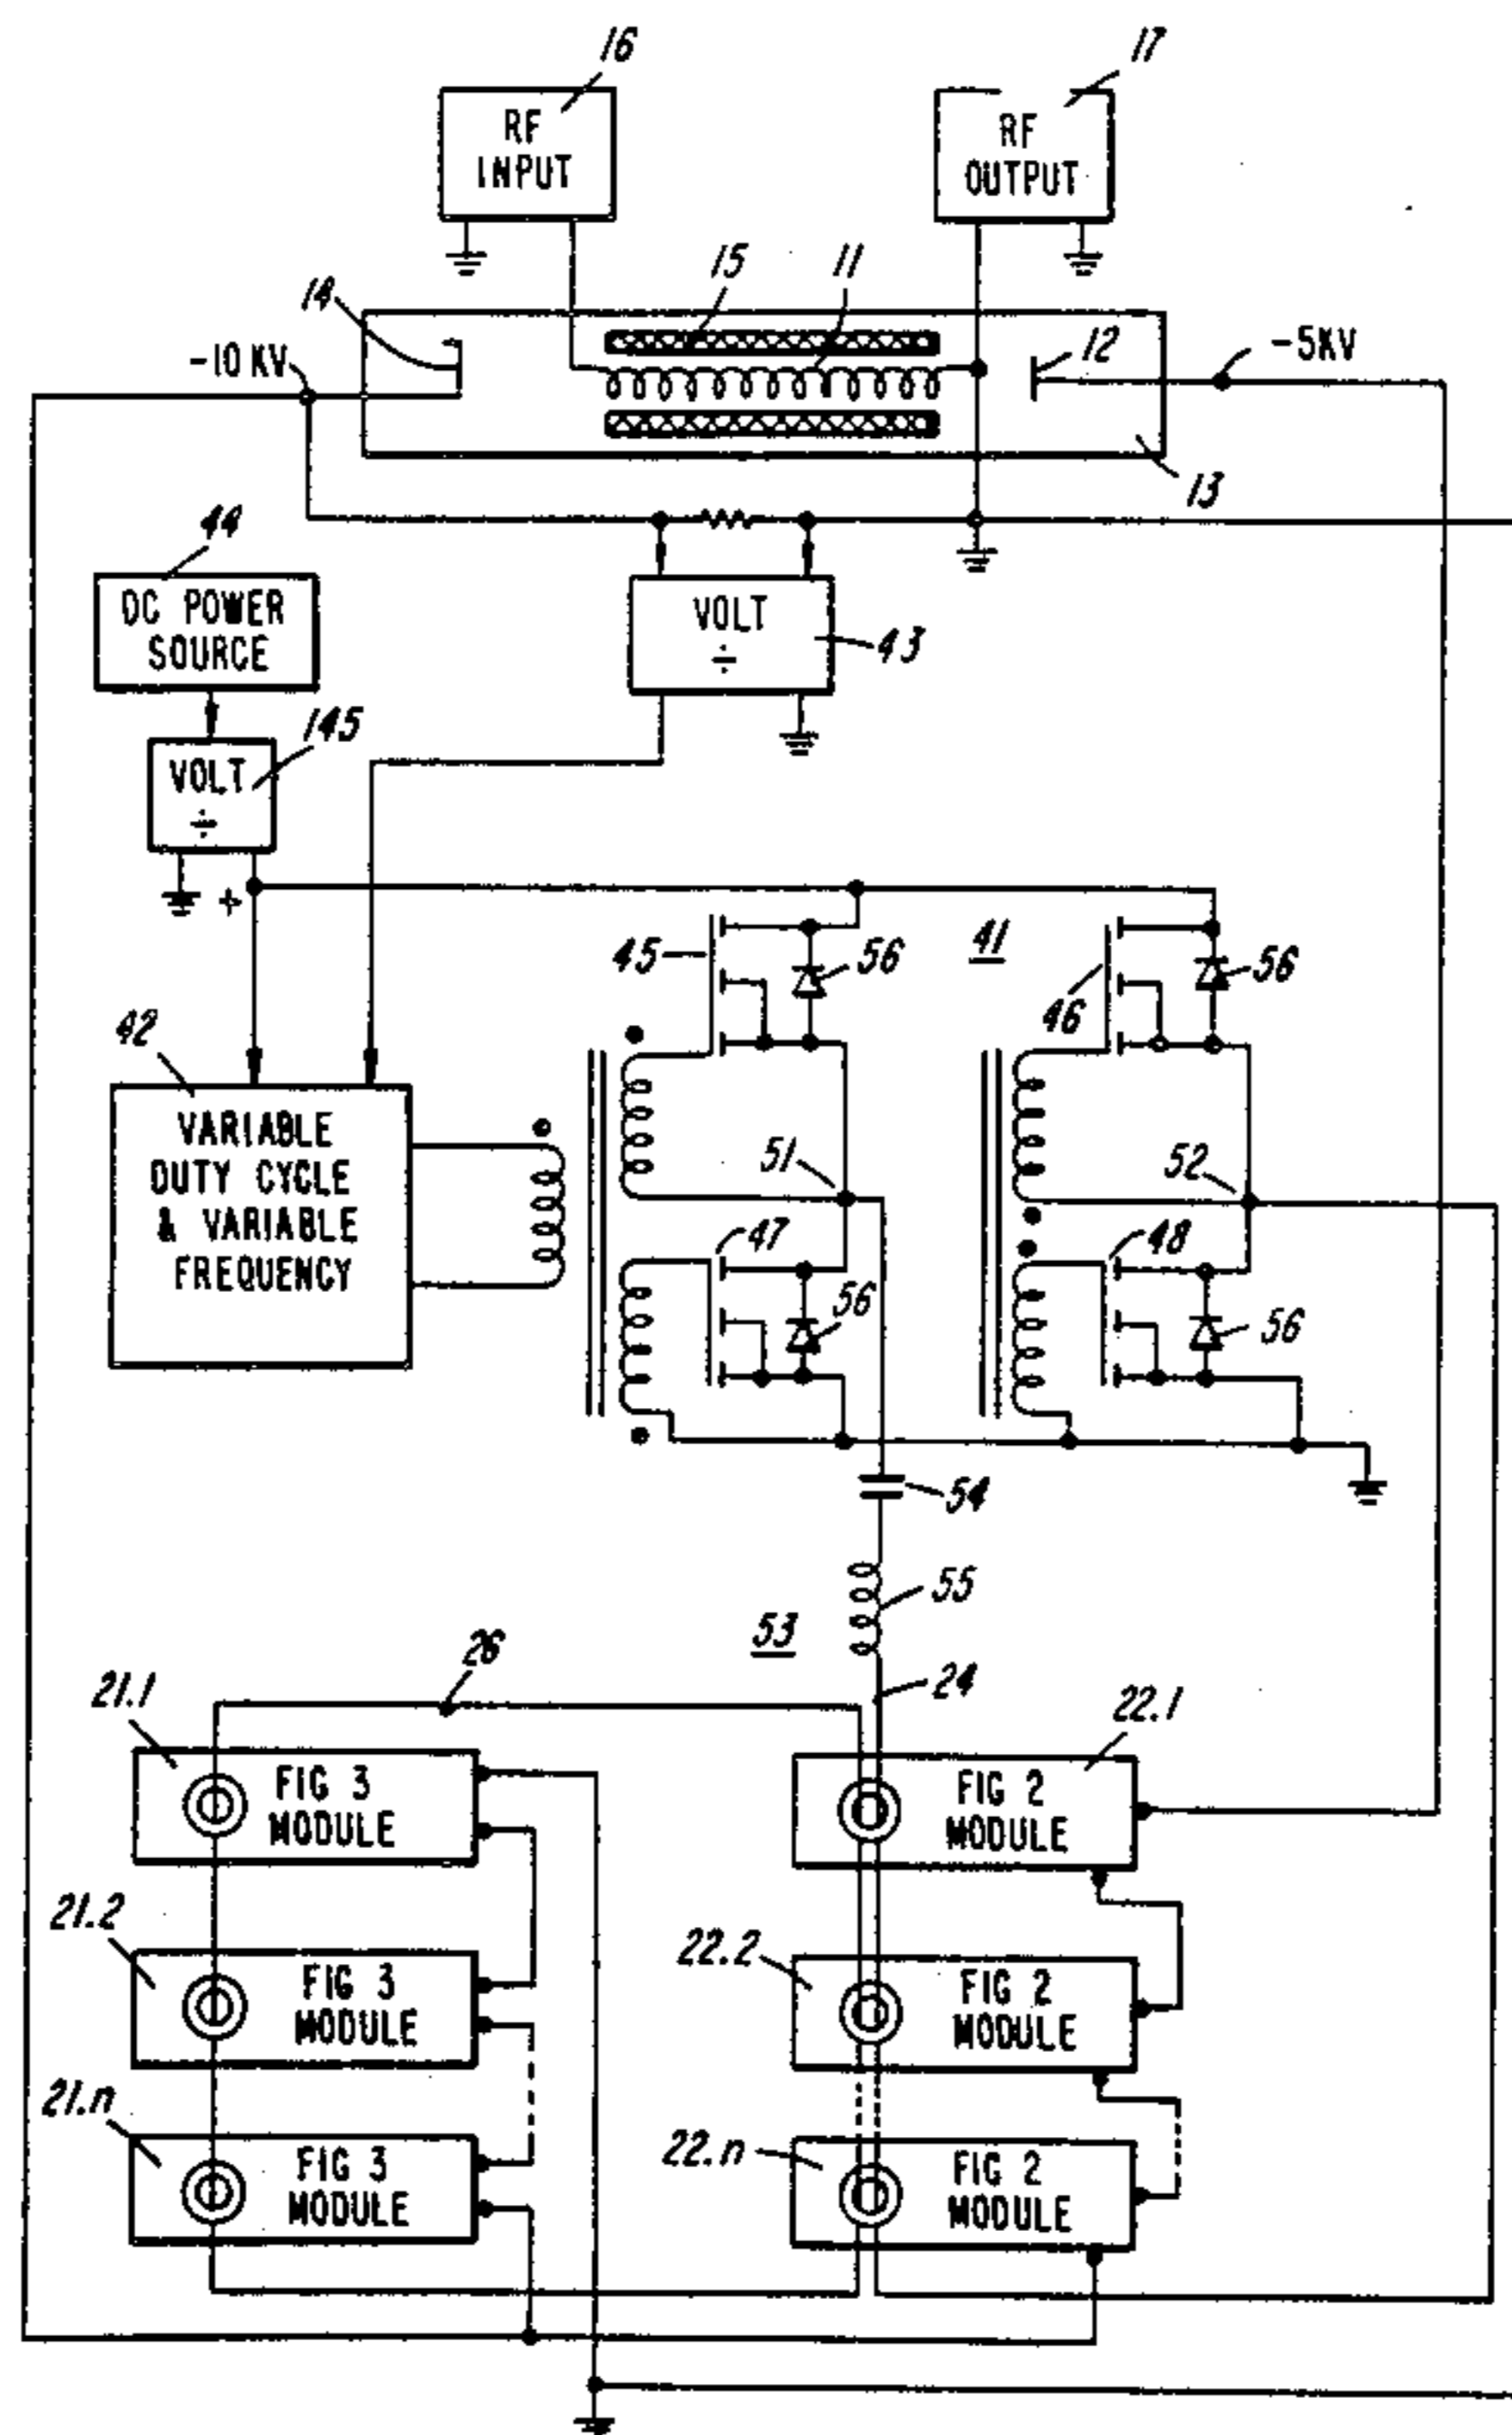 16
17
RF
INPUT
RF
OUTPUT
14
15
11
12
-10 KV
-5KV
13
44
DC POWER
SOURCE
VOLT
÷
43
145
VOLT
÷
+
45
56
41
46
56
42
VARIABLE
DUTY CYCLE
& VARIABLE
FREQUENCY
51
52
47
56
48
56
54
55
53
26
24
21.1
FIG 3
MODULE
22.1
FIG 2
MODULE
21.2
FIG 3
MODULE
22.2
FIG 2
MODULE
21.n
FIG 3
MODULE
22.n
FIG 2
MODULE